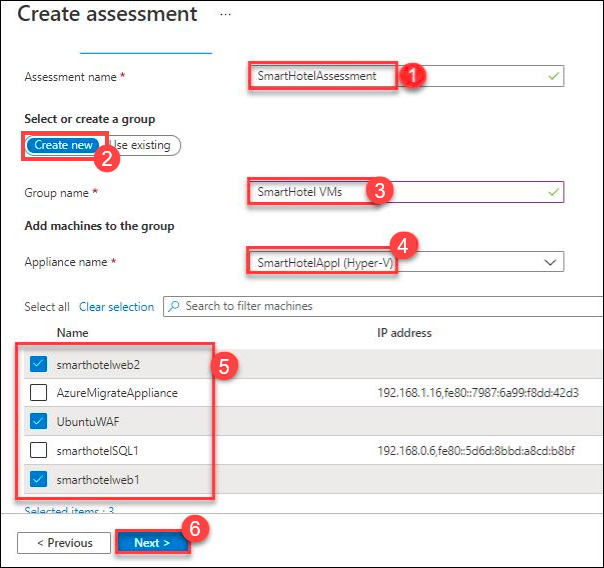 Create assessment ...
Assessment name * SmartHotelAssessment 1
Select or create a group
Create new Use existing
2
Group name * SmartHotel VMs 3
Add machines to the group
4
Appliance name * SmartHotelAppl (Hyper-V)
Select all Clear selection Search to filter machines
Name IP address
smarthotelweb2 5
AzureMigrateAppliance 192.168.1.16,fe80::7987:6a99:f8dd:42d3
UbuntuWAF
smarthotelSQL1 192.168.0.6,fe80::5d6d:8bbd:a8cd:b8bf
smarthotelweb1
Selected items : 3
6
< Previous Next >